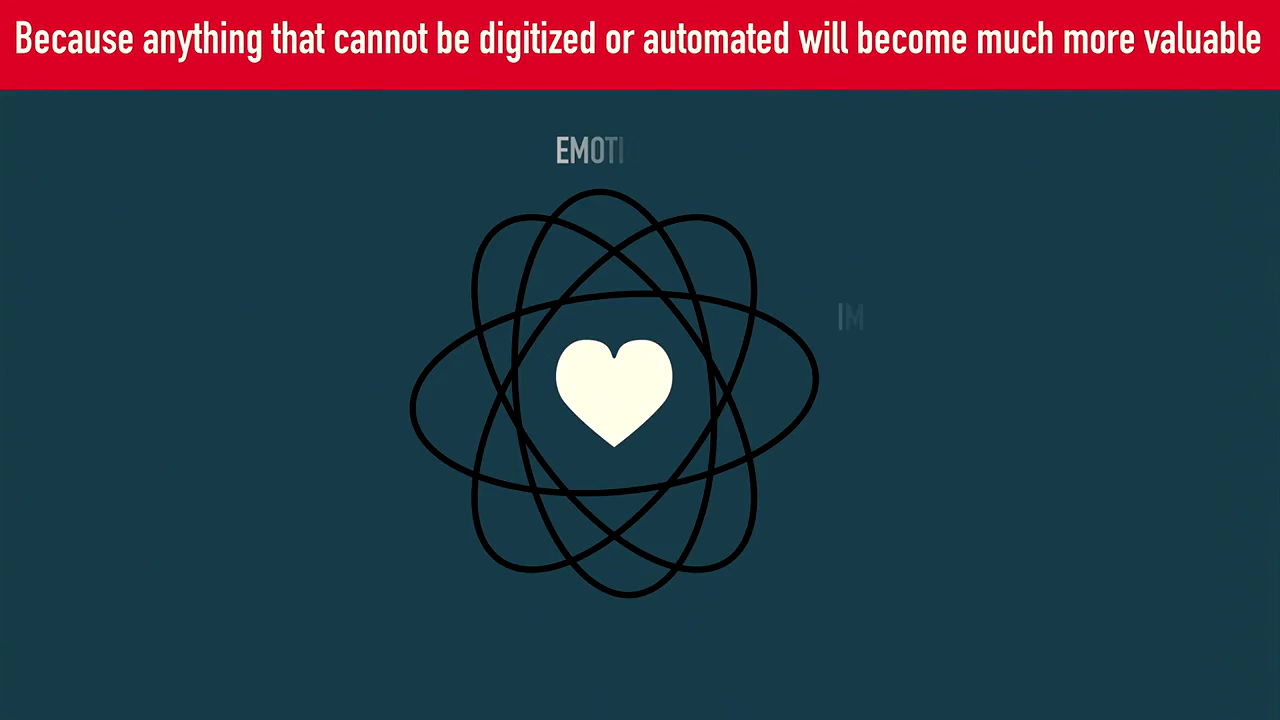 Because anything that cannot be digitized or automated will become much more valuable
EMOTI
IM